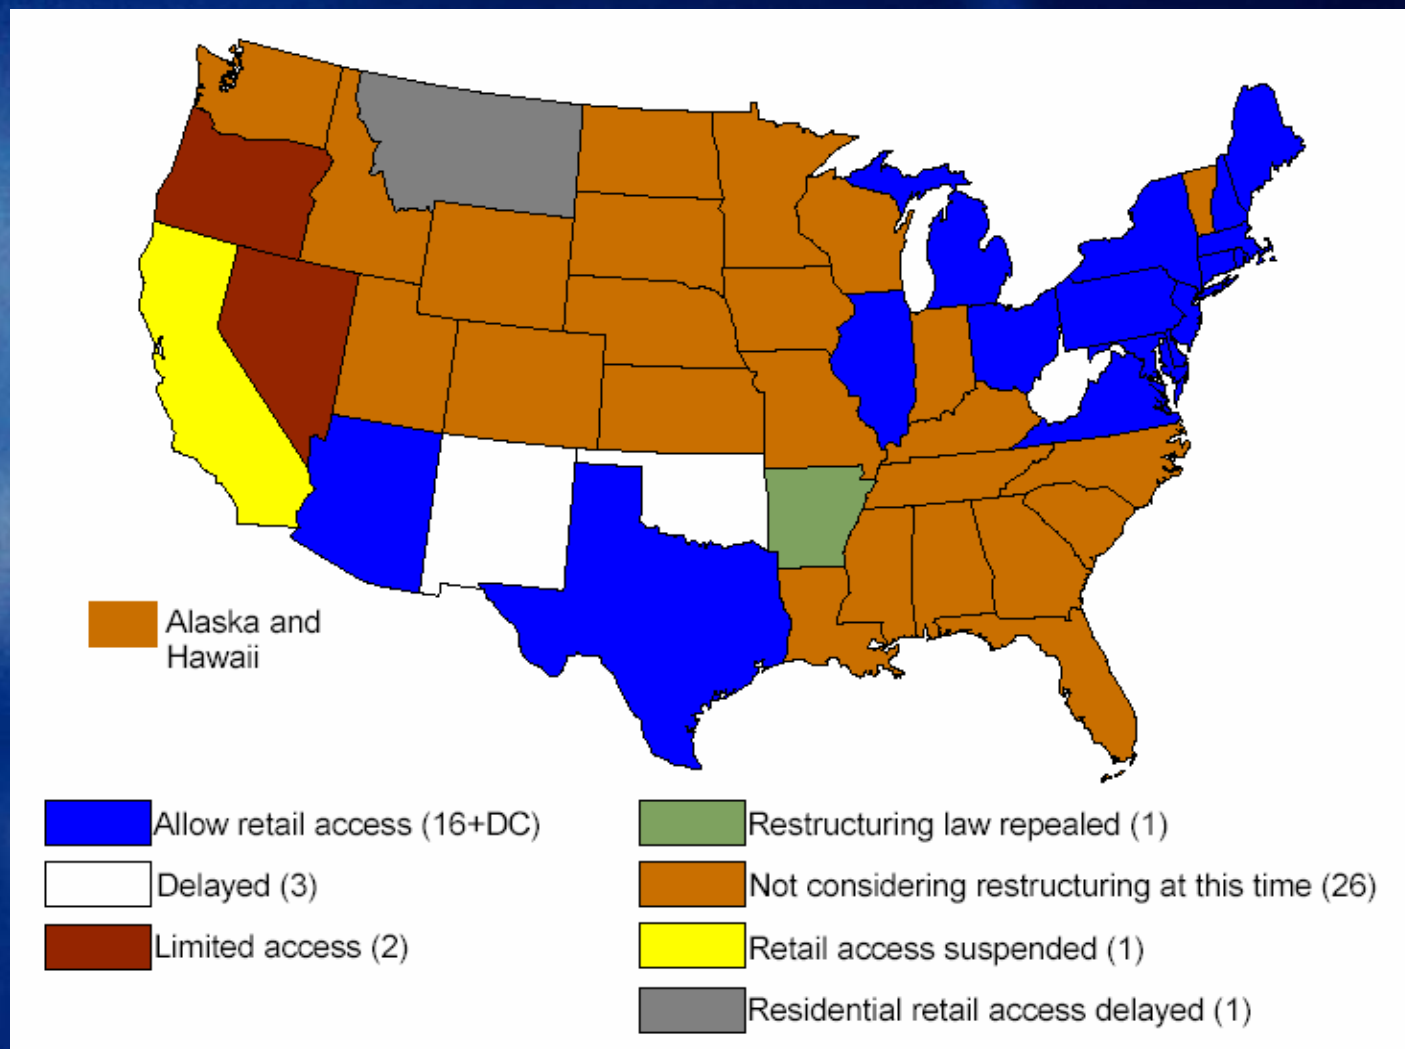 Alaska and
Hawaii
Allow retail access (16+DC)
Delayed (3)
Limited access (2)
Restructuring law repealed (1)
Not considering restructuring at this time (26)
Retail access suspended (1)
Residential retail access delayed (1)